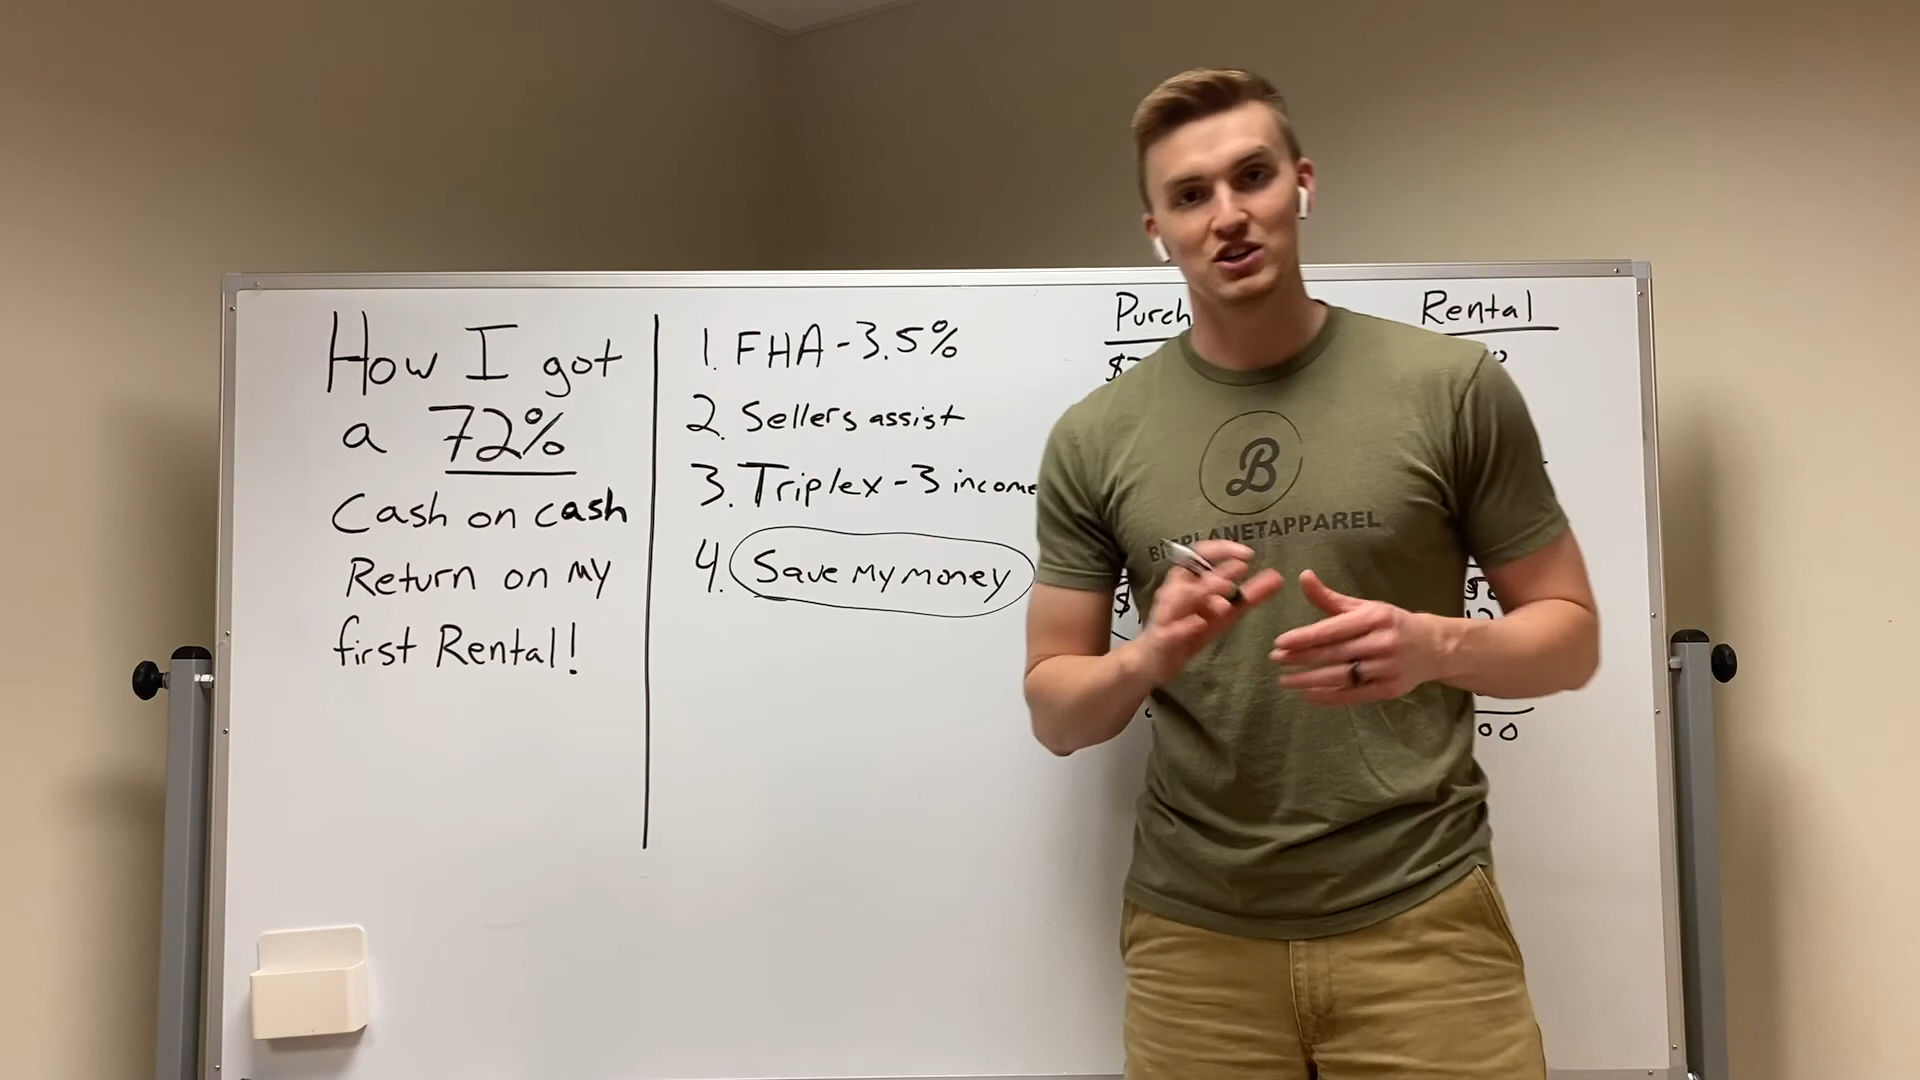 How I got
a 72%
Cash on cash
Return on my
first Rental!
1. FHA - 3.5%
2. Sellers assist
3. Triplex - 3 income
4. Save my money
Purch
Rental
B